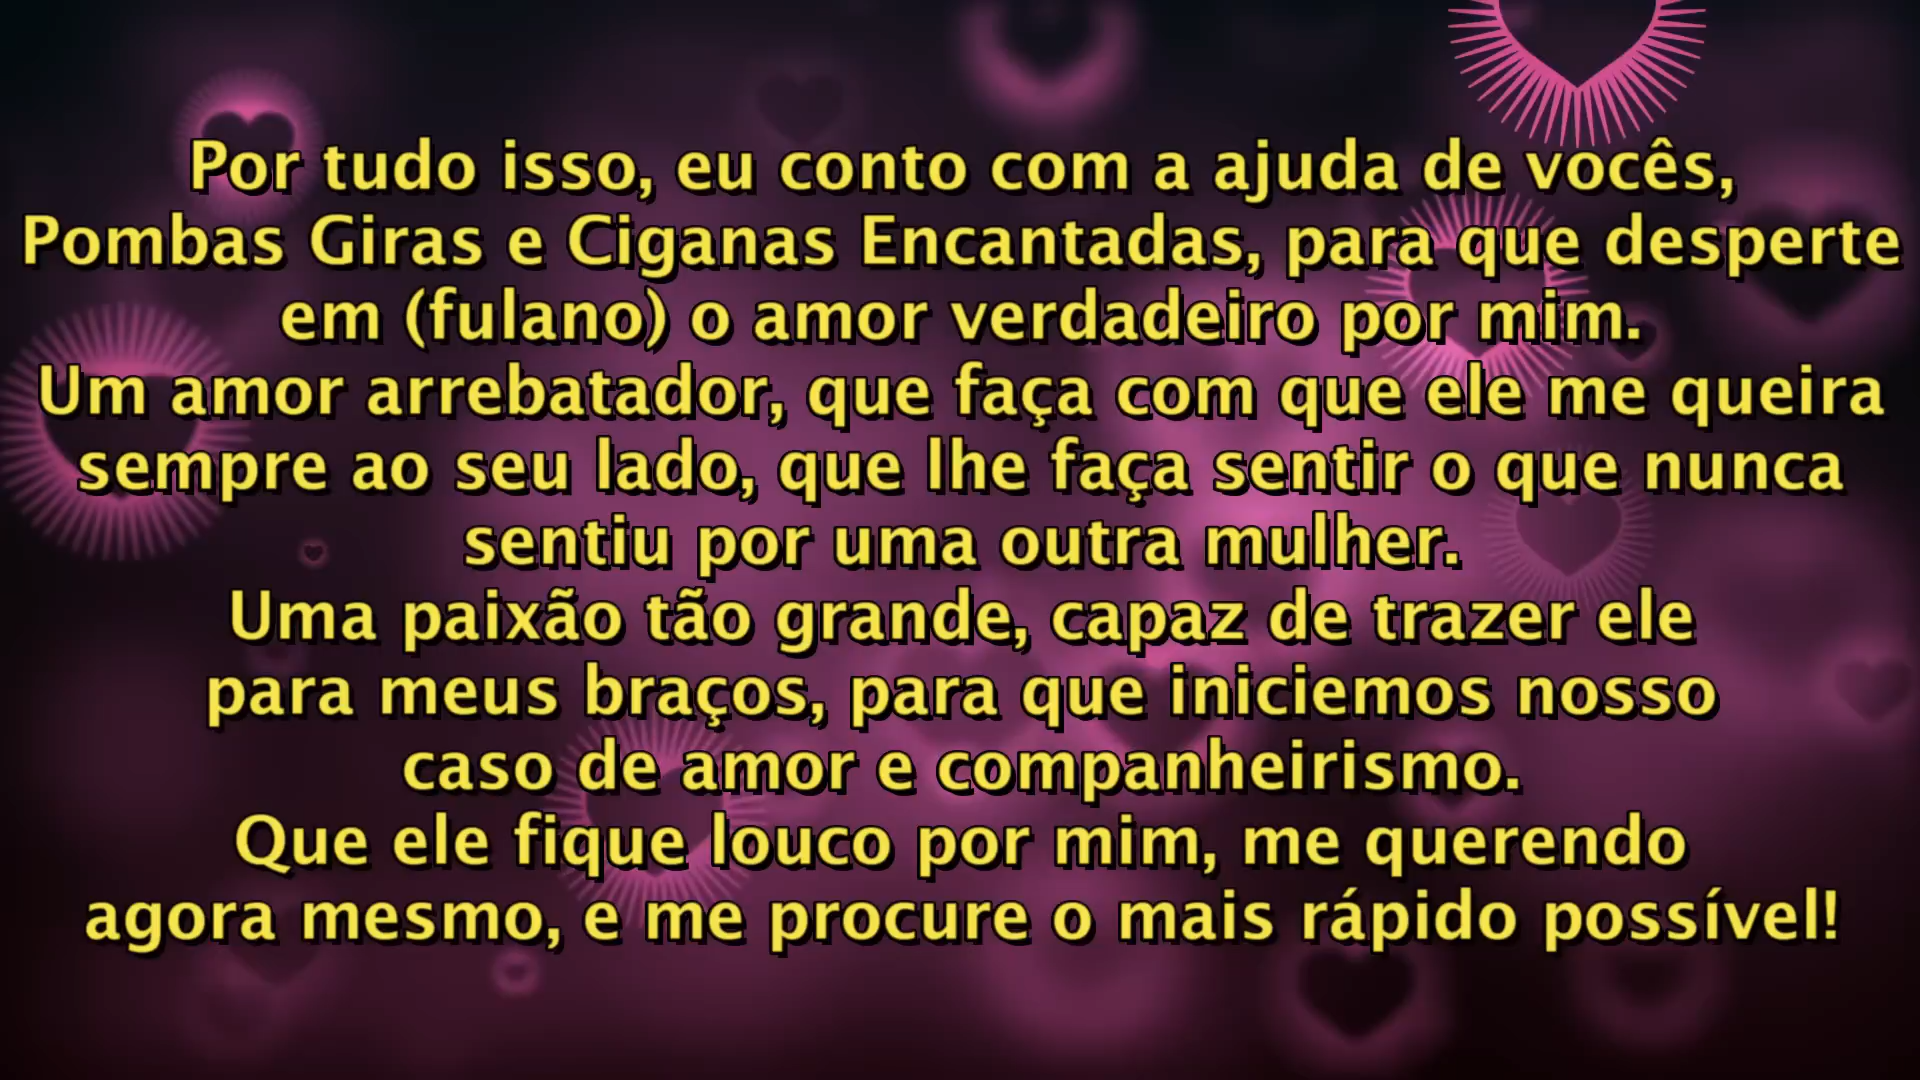 Por tudo isso, eu conto com a ajuda de vocês,
Pombas Giras e Ciganas Encantadas, para que desperte
em (fulano) o amor verdadeiro por mim.
Um amor arrebatador, que faça com que ele me queira
sempre ao seu lado, que lhe faça sentir o que nunca
sentiu por uma outra mulher.
Uma paixão tão grande, capaz de trazer ele
para meus braços, para que iniciemos nosso
caso de amor e companheirismo.
Que ele fique louco por mim, me querendo
agora mesmo, e me procure o mais rápido possível!